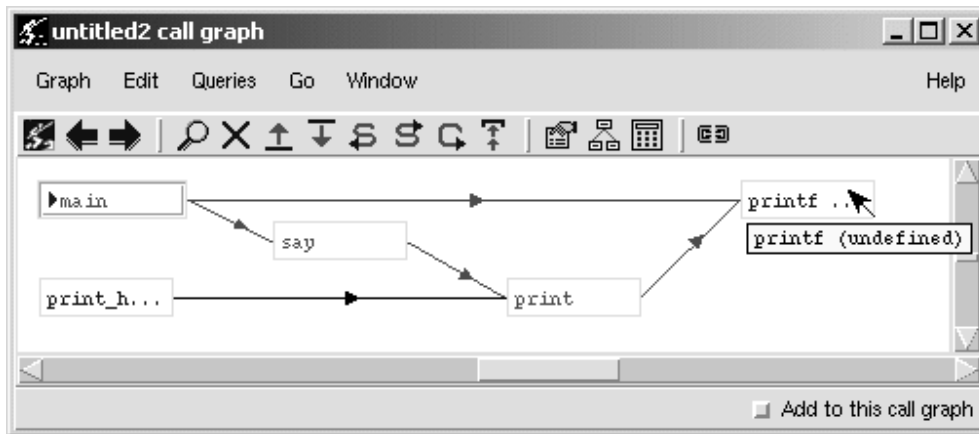 untitled2 call graph
Graph Edit Queries Go Window Help
main
printf ...
say
printf (undefined)
print_h...
print
Add to this call graph